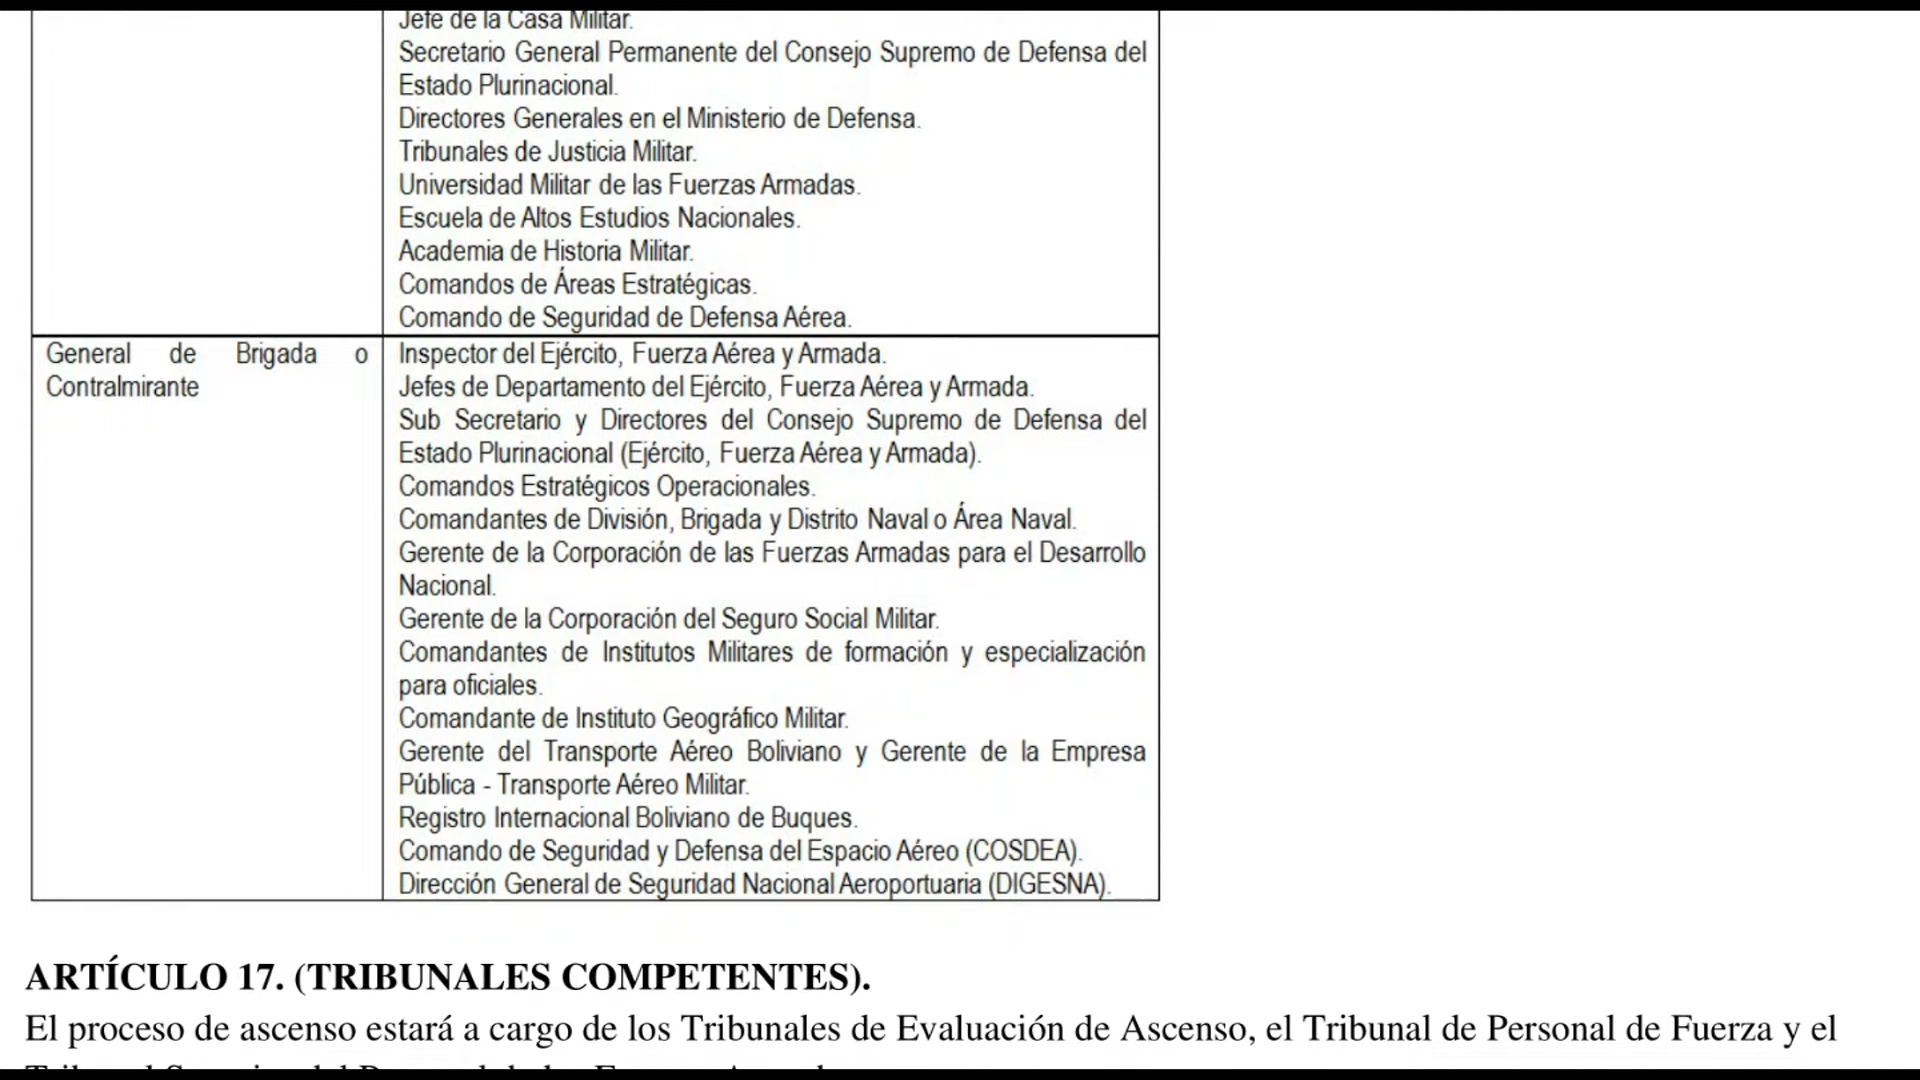 Jefe de la Casa Militar.
Secretario General Permanente del Consejo Supremo de Defensa del
Estado Plurinacional.
Directores Generales en el Ministerio de Defensa.
Tribunales de Justicia Militar.
Universidad Militar de las Fuerzas Armadas.
Escuela de Altos Estudios Nacionales.
Academia de Historia Militar.
Comandos de Áreas Estratégicas.
Comando de Seguridad de Defensa Aérea.
General de Brigada o
Contralmirante
Inspector del Ejército, Fuerza Aérea y Armada.
Jefes de Departamento del Ejército, Fuerza Aérea y Armada.
Sub Secretario y Directores del Consejo Supremo de Defensa del
Estado Plurinacional (Ejército, Fuerza Aérea y Armada).
Comandos Estratégicos Operacionales.
Comandantes de División, Brigada y Distrito Naval o Área Naval.
Gerente de la Corporación de las Fuerzas Armadas para el Desarrollo
Nacional.
Gerente de la Corporación del Seguro Social Militar.
Comandantes de Institutos Militares de formación y especialización
para oficiales.
Comandante de Instituto Geográfico Militar.
Gerente del Transporte Aéreo Boliviano y Gerente de la Empresa
Pública - Transporte Aéreo Militar.
Registro Internacional Boliviano de Buques.
Comando de Seguridad y Defensa del Espacio Aéreo (COSDEA).
Dirección General de Seguridad Nacional Aeroportuaria (DIGESNA).
ARTÍCULO 17. (TRIBUNALES COMPETENTES).
El proceso de ascenso estará a cargo de los Tribunales de Evaluación de Ascenso, el Tribunal de Personal de Fuerza y el